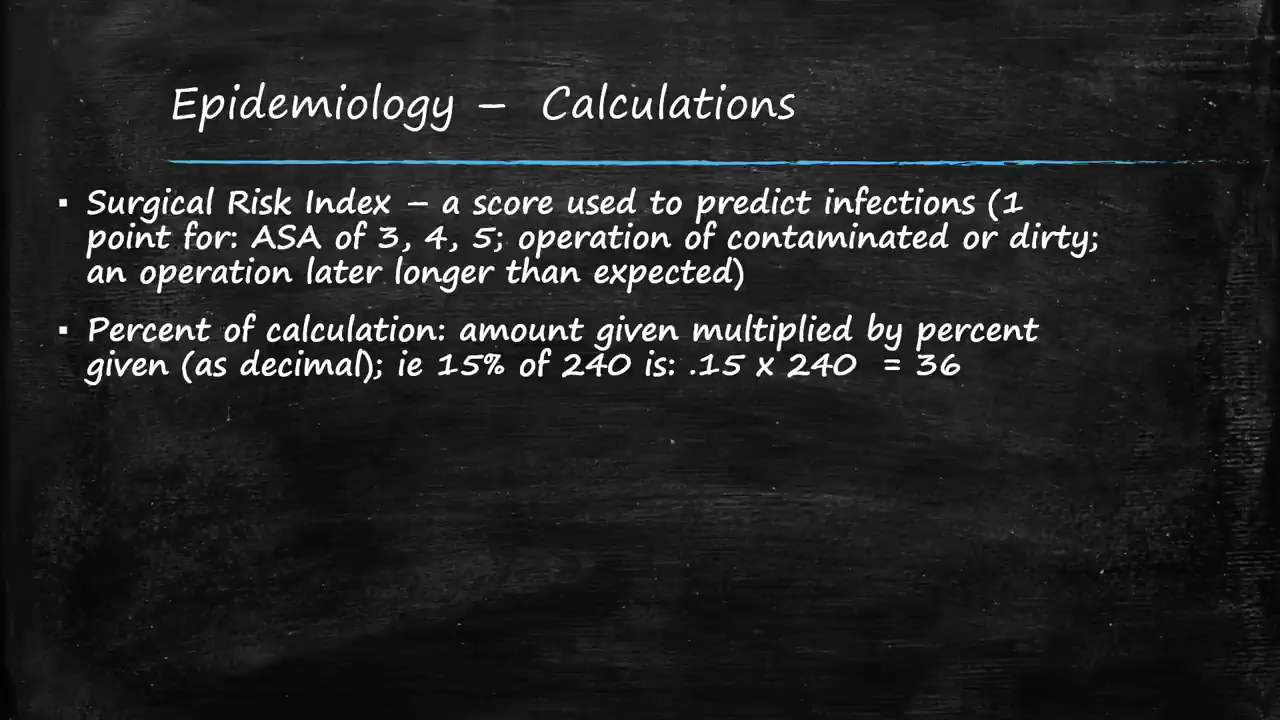 Epidemiology – Calculations
▪ Surgical Risk Index – a score used to predict infections (1
point for: ASA of 3, 4, 5; operation of contaminated or dirty;
an operation later longer than expected)
▪ Percent of calculation: amount given multiplied by percent
given (as decimal); ie 15% of 240 is: .15 x 240 = 36